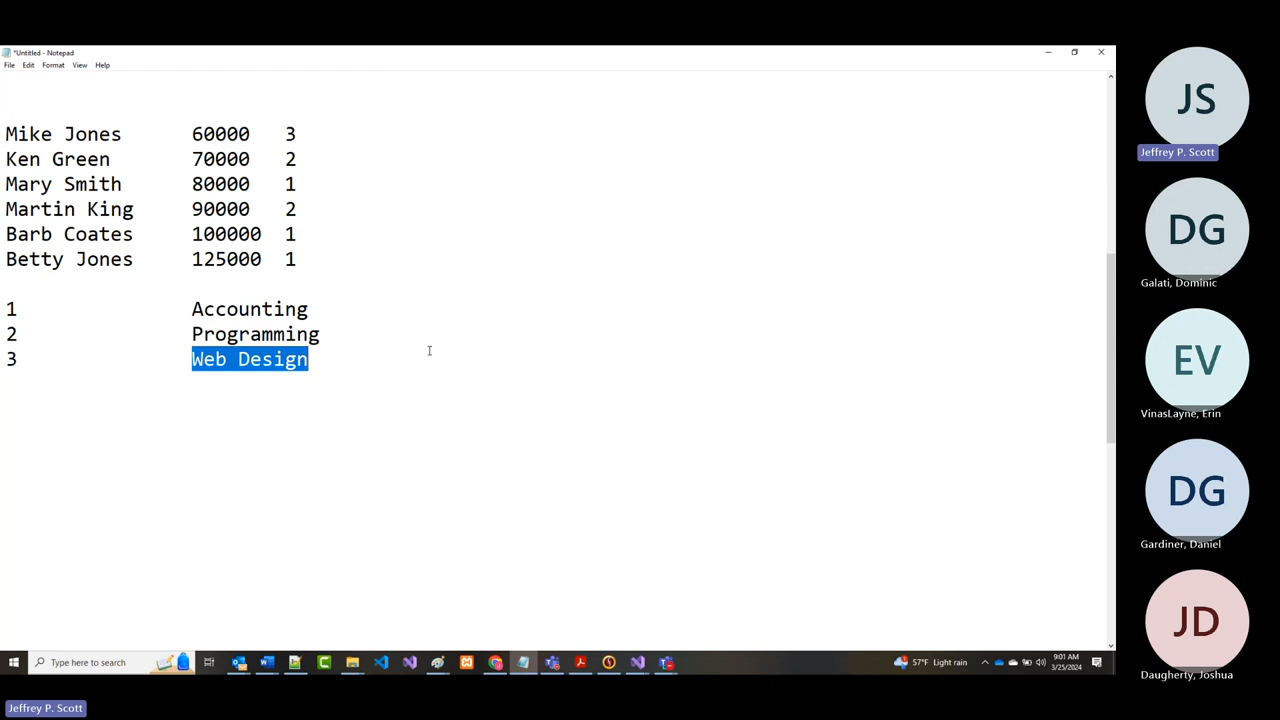 *Untitled - Notepad
File Edit Format View Help
Mike Jones 60000 3
Ken Green 70000 2
Mary Smith 80000 1
Martin King 90000 2
Barb Coates 100000 1
Betty Jones 125000 1
1 Accounting
2 Programming
3 Web Design
JS
Jeffrey P. Scott
DG
Galati, Dominic
EV
VinasLayne, Erin
DG
Gardiner, Daniel
JD
Daugherty, Joshua
Type here to search
57°F Light rain
9:01 AM
3/25/2024
Jeffrey P. Scott